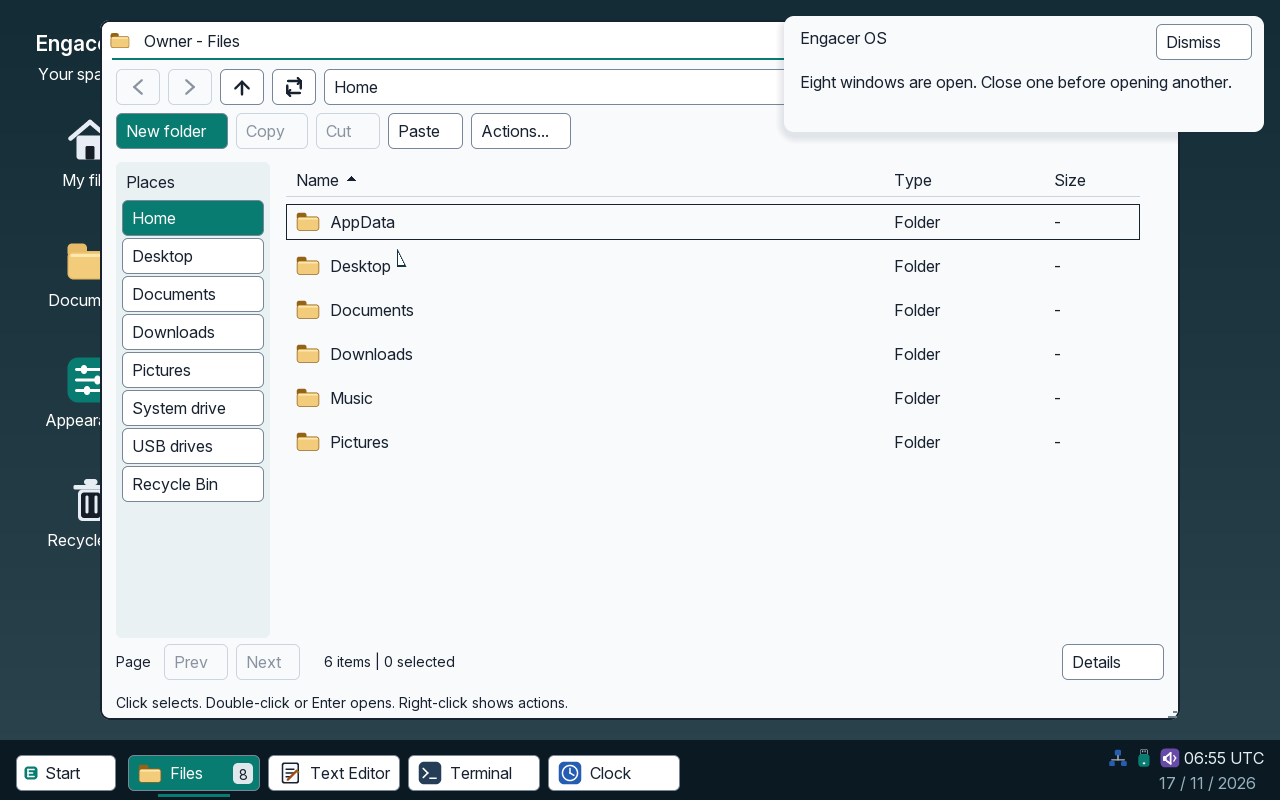 Engac
Your spa
My fil
Docum
Appeara
Recycle
Owner - Files
Engacer OS
Dismiss
Eight windows are open. Close one before opening another.
Home
New folder
Copy
Cut
Paste
Actions...
Places
Home
Desktop
Documents
Downloads
Pictures
System drive
USB drives
Recycle Bin
Name Type Size
AppData Folder -
Desktop Folder -
Documents Folder -
Downloads Folder -
Music Folder -
Pictures Folder -
Page Prev Next 6 items | 0 selected Details
Click selects. Double-click or Enter opens. Right-click shows actions.
E Start Files 8 Text Editor Terminal Clock
06:55 UTC
17 / 11 / 2026